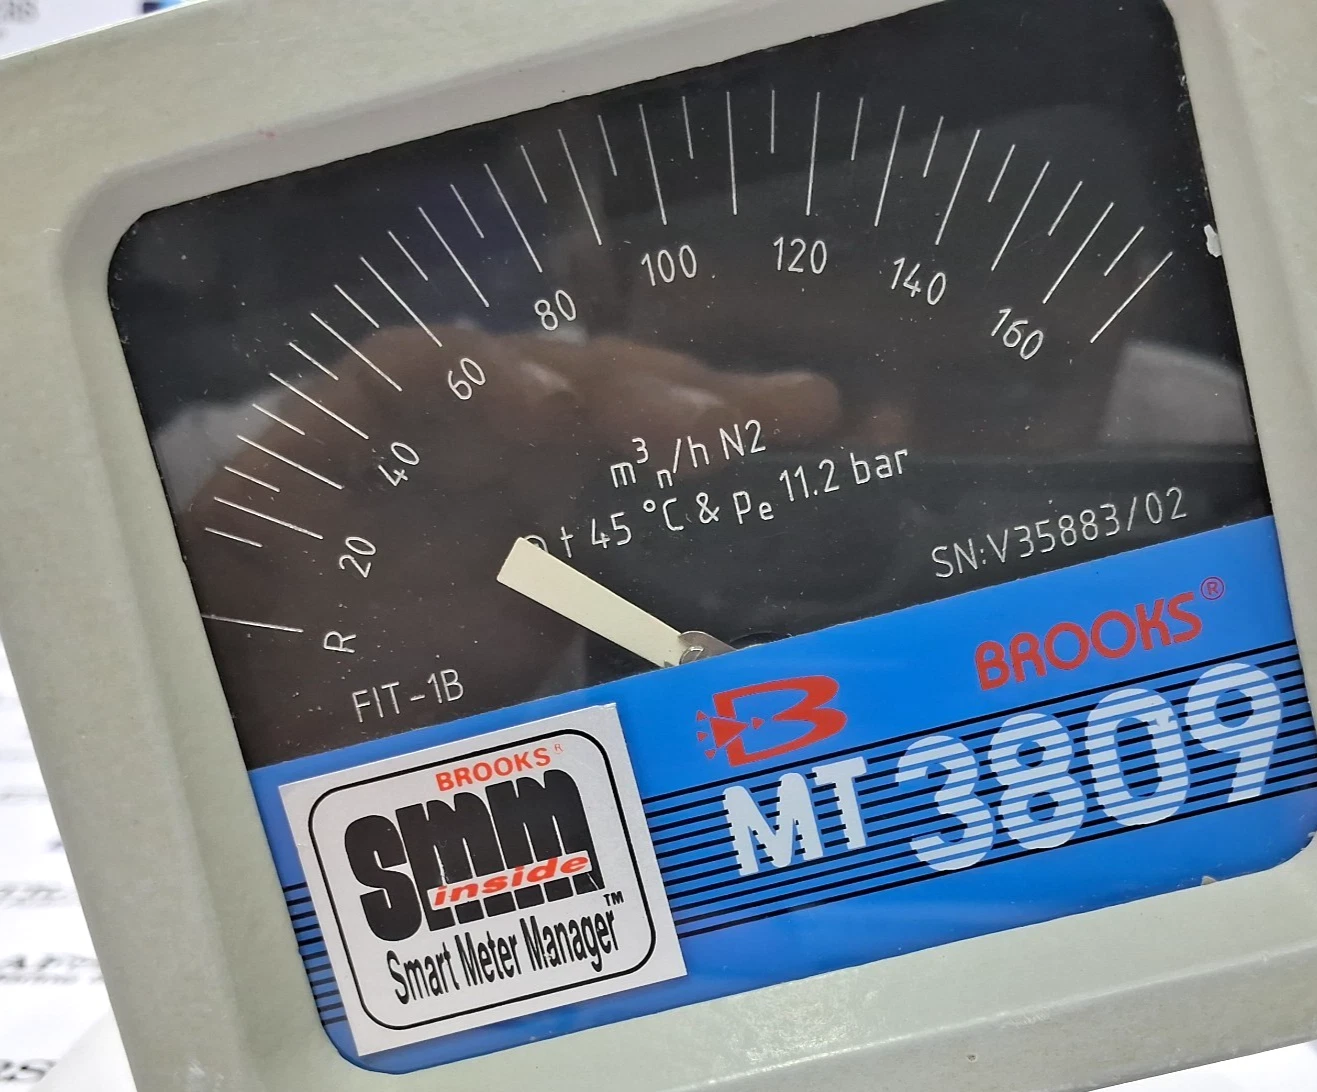 20
40
60
80
100
120
140
160
R
m³n/h N2
t 45 °C & Pe 11.2 bar
FIT-1B
SN:V35883/02
BROOKS®
B
MT 3809
BROOKS R
smm
inside
Smart Meter Manager™